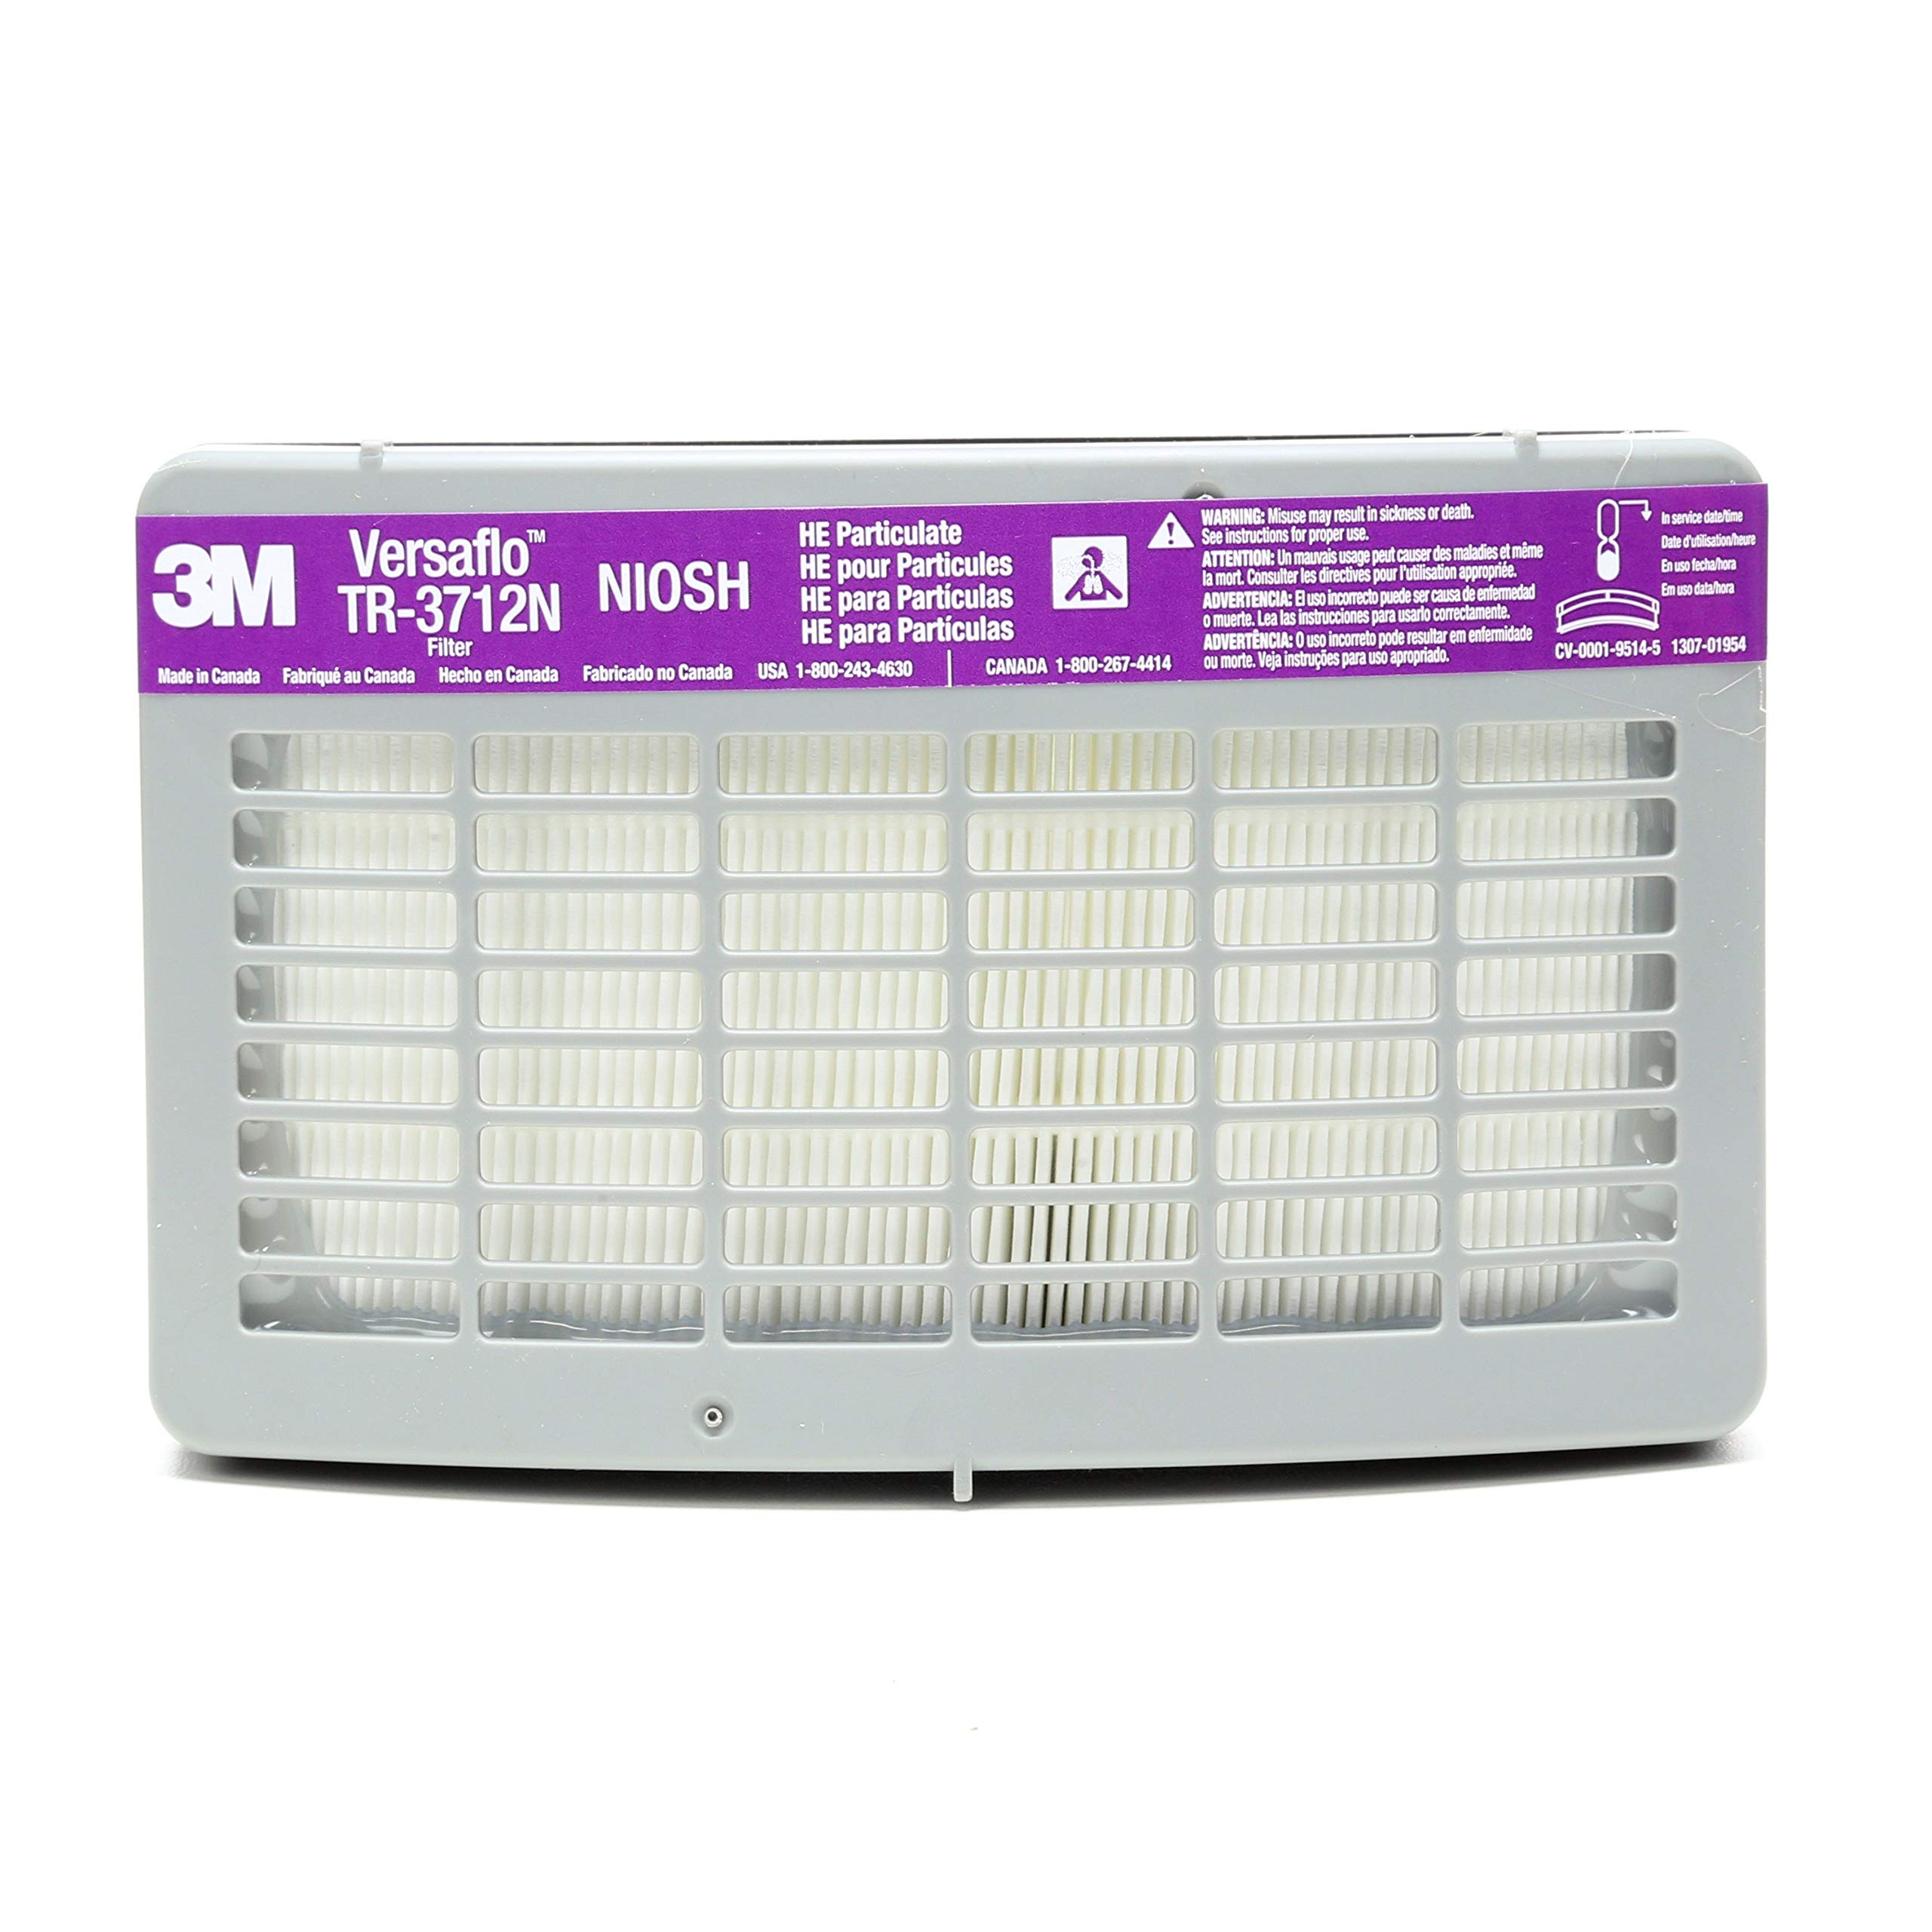 3M
Versaflo™
TR-3712N
Filter
NIOSH
HE Particulate
HE pour Particules
HE para Partículas
HE para Partículas
WARNING: Misuse may result in sickness or death.
See instructions for proper use.
ATTENTION: Un mauvais usage peut causer des maladies et même
la mort. Consulter les directives pour l'utilisation appropriée.
ADVERTENCIA: El uso incorrecto puede ser causa de enfermedad
o muerte. Lea las instrucciones para usarlo correctamente.
ADVERTÊNCIA: O uso incorreto pode resultar em enfermidade
ou morte. Veja instruções para uso apropriado.
In service date/time
Date d'utilisation/heure
En uso fecha/hora
Em uso data/hora
CV-0001-9514-5 1307-01954
Made in Canada Fabriqué au Canada Hecho en Canada Fabricado no Canada USA 1-800-243-4630 CANADA 1-800-267-4414